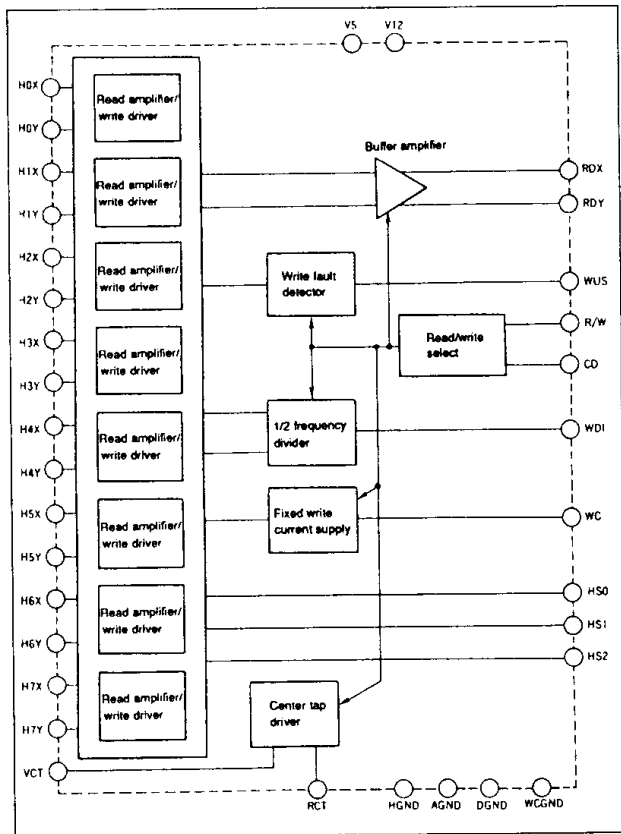 V5 V12
H0X
H0Y
H1X
H1Y
H2X
H2Y
H3X
H3Y
H4X
H4Y
H5X
H5Y
H6X
H6Y
H7X
H7Y
VCT
Read amplifier/
write driver
Read amplifier/
write driver
Read amplifier/
write driver
Read amplifier/
write driver
Read amplifier/
write driver
Read amplifier/
write driver
Read amplifier/
write driver
Read amplifier/
write driver
Buffer amplifier
Write fault
detector
Read/write
select
1/2 frequency
divider
Fixed write
current supply
Center tap
driver
RDX
RDY
WUS
R/W
CD
WDI
WC
HS0
HS1
HS2
RCT HGND AGND DGND WCGND